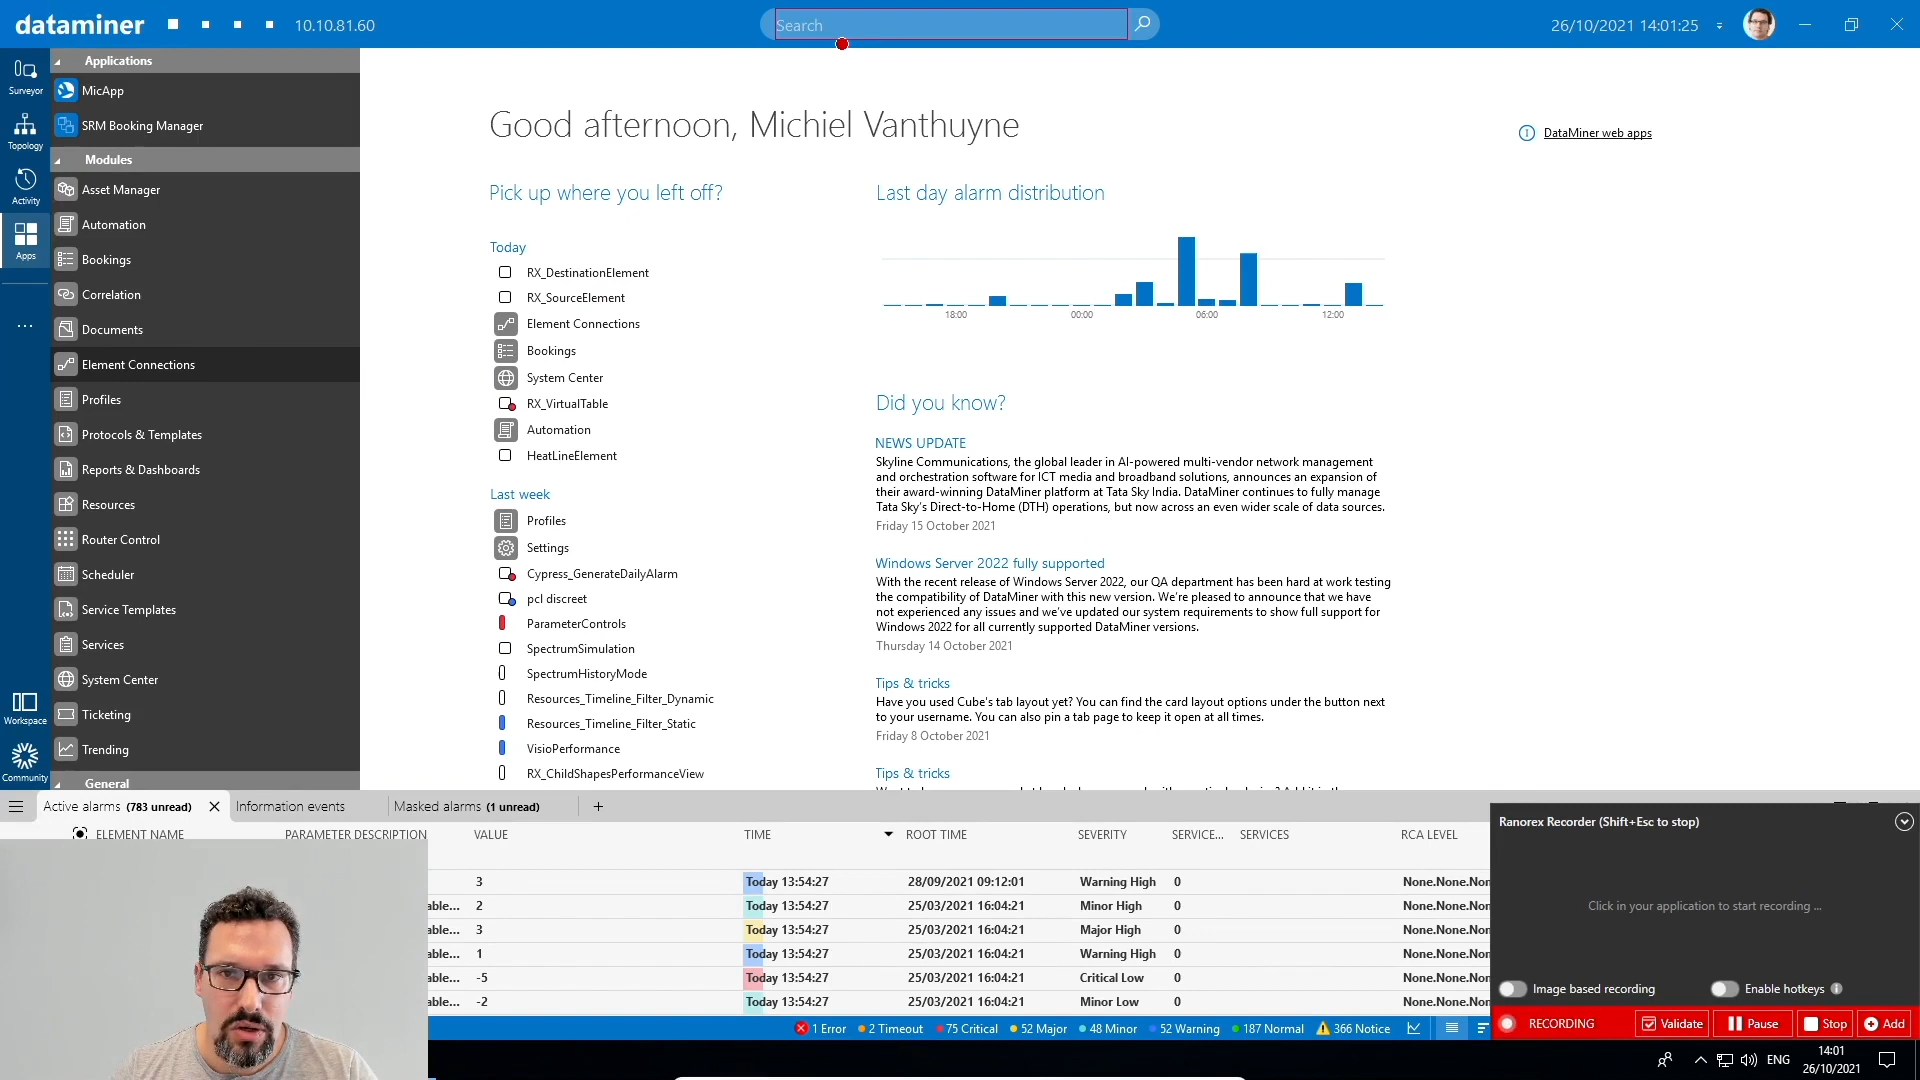 dataminer
10.10.81.60
Search
26/10/2021 14:01:25
Surveyor
Topology
Activity
Apps
...
Workspace
Community
Applications
MicApp
SRM Booking Manager
Modules
Asset Manager
Automation
Bookings
Correlation
Documents
Element Connections
Profiles
Protocols & Templates
Reports & Dashboards
Resources
Router Control
Scheduler
Service Templates
Services
System Center
Ticketing
Trending
General
Good afternoon, Michiel Vanthuyne
DataMiner web apps
Pick up where you left off?
Today
RX_DestinationElement
RX_SourceElement
Element Connections
Bookings
System Center
RX_VirtualTable
Automation
HeatLineElement
Last week
Profiles
Settings
Cypress_GenerateDailyAlarm
pcl discreet
ParameterControls
SpectrumSimulation
SpectrumHistoryMode
Resources_Timeline_Filter_Dynamic
Resources_Timeline_Filter_Static
VisioPerformance
RX_ChildShapesPerformanceView
Last day alarm distribution
18:00 00:00 06:00 12:00
Did you know?
NEWS UPDATE
Skyline Communications, the global leader in AI-powered multi-vendor network management
and orchestration software for ICT media and broadband solutions, announces an expansion of
their award-winning DataMiner platform at Tata Sky India. DataMiner continues to fully manage
Tata Sky's Direct-to-Home (DTH) operations, but now across an even wider scale of data sources.
Friday 15 October 2021
Windows Server 2022 fully supported
With the recent release of Windows Server 2022, our QA department has been hard at work testing
the compatibility of DataMiner with this new version. We're pleased to announce that we have
not experienced any issues and we've updated our system requirements to show full support for
Windows 2022 for all currently supported DataMiner versions.
Thursday 14 October 2021
Tips & tricks
Have you used Cube's tab layout yet? You can find the card layout options under the button next
to your username. You can also pin a tab page to keep it open at all times.
Friday 8 October 2021
Tips & tricks
Active alarms (783 unread) Information events Masked alarms (1 unread)
ELEMENT NAME PARAMETER DESCRIPTION VALUE TIME ROOT TIME SEVERITY SERVICE... SERVICES RCA LEVEL
3 Today 13:54:27 28/09/2021 09:12:01 Warning High 0 None.None.Non
able... 2 Today 13:54:27 25/03/2021 16:04:21 Minor High 0 None.None.Non
able... 3 Today 13:54:27 25/03/2021 16:04:21 Major High 0 None.None.Non
able... 1 Today 13:54:27 25/03/2021 16:04:21 Warning High 0 None.None.Non
able... -5 Today 13:54:27 25/03/2021 16:04:21 Critical Low 0 None.None.Non
able... -2 Today 13:54:27 25/03/2021 16:04:21 Minor Low 0 None.None.Non
1 Error 2 Timeout 75 Critical 52 Major 48 Minor 52 Warning 187 Normal 366 Notice
Ranorex Recorder (Shift+Esc to stop)
Click in your application to start recording ...
Image based recording Enable hotkeys
RECORDING Validate Pause Stop Add
ENG 14:01
26/10/2021